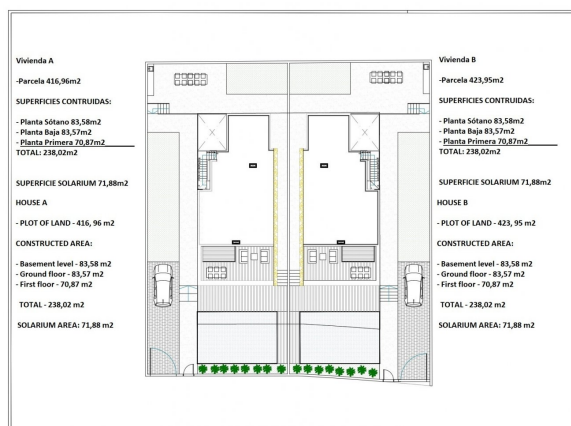 Vivienda A
-Parcela 416,96m2
SUPERFICIES CONTRUIDAS:
- Planta Sótano 83,58m2
- Planta Baja 83,57m2
- Planta Primera 70,87m2
TOTAL: 238,02m2
SUPERFICIE SOLARIUM 71,88m2
HOUSE A
- PLOT OF LAND - 416, 96 m2
CONSTRUCTED AREA:
- Basement level - 83,58 m2
- Ground floor - 83,57 m2
- First floor - 70,87 m2
TOTAL - 238,02 m2
SOLARIUM AREA: 71,88 m2
Vivienda B
-Parcela 423,95m2
SUPERFICIES CONTRUIDAS:
- Planta Sótano 83,58m2
- Planta Baja 83,57m2
- Planta Primera 70,87m2
TOTAL: 238,02m2
SUPERFICIE SOLARIUM 71,88m2
HOUSE B
- PLOT OF LAND - 423, 95 m2
CONSTRUCTED AREA:
- Basement level - 83,58 m2
- Ground floor - 83,57 m2
- First floor - 70,87 m2
TOTAL - 238,02 m2
SOLARIUM AREA: 71,88 m2